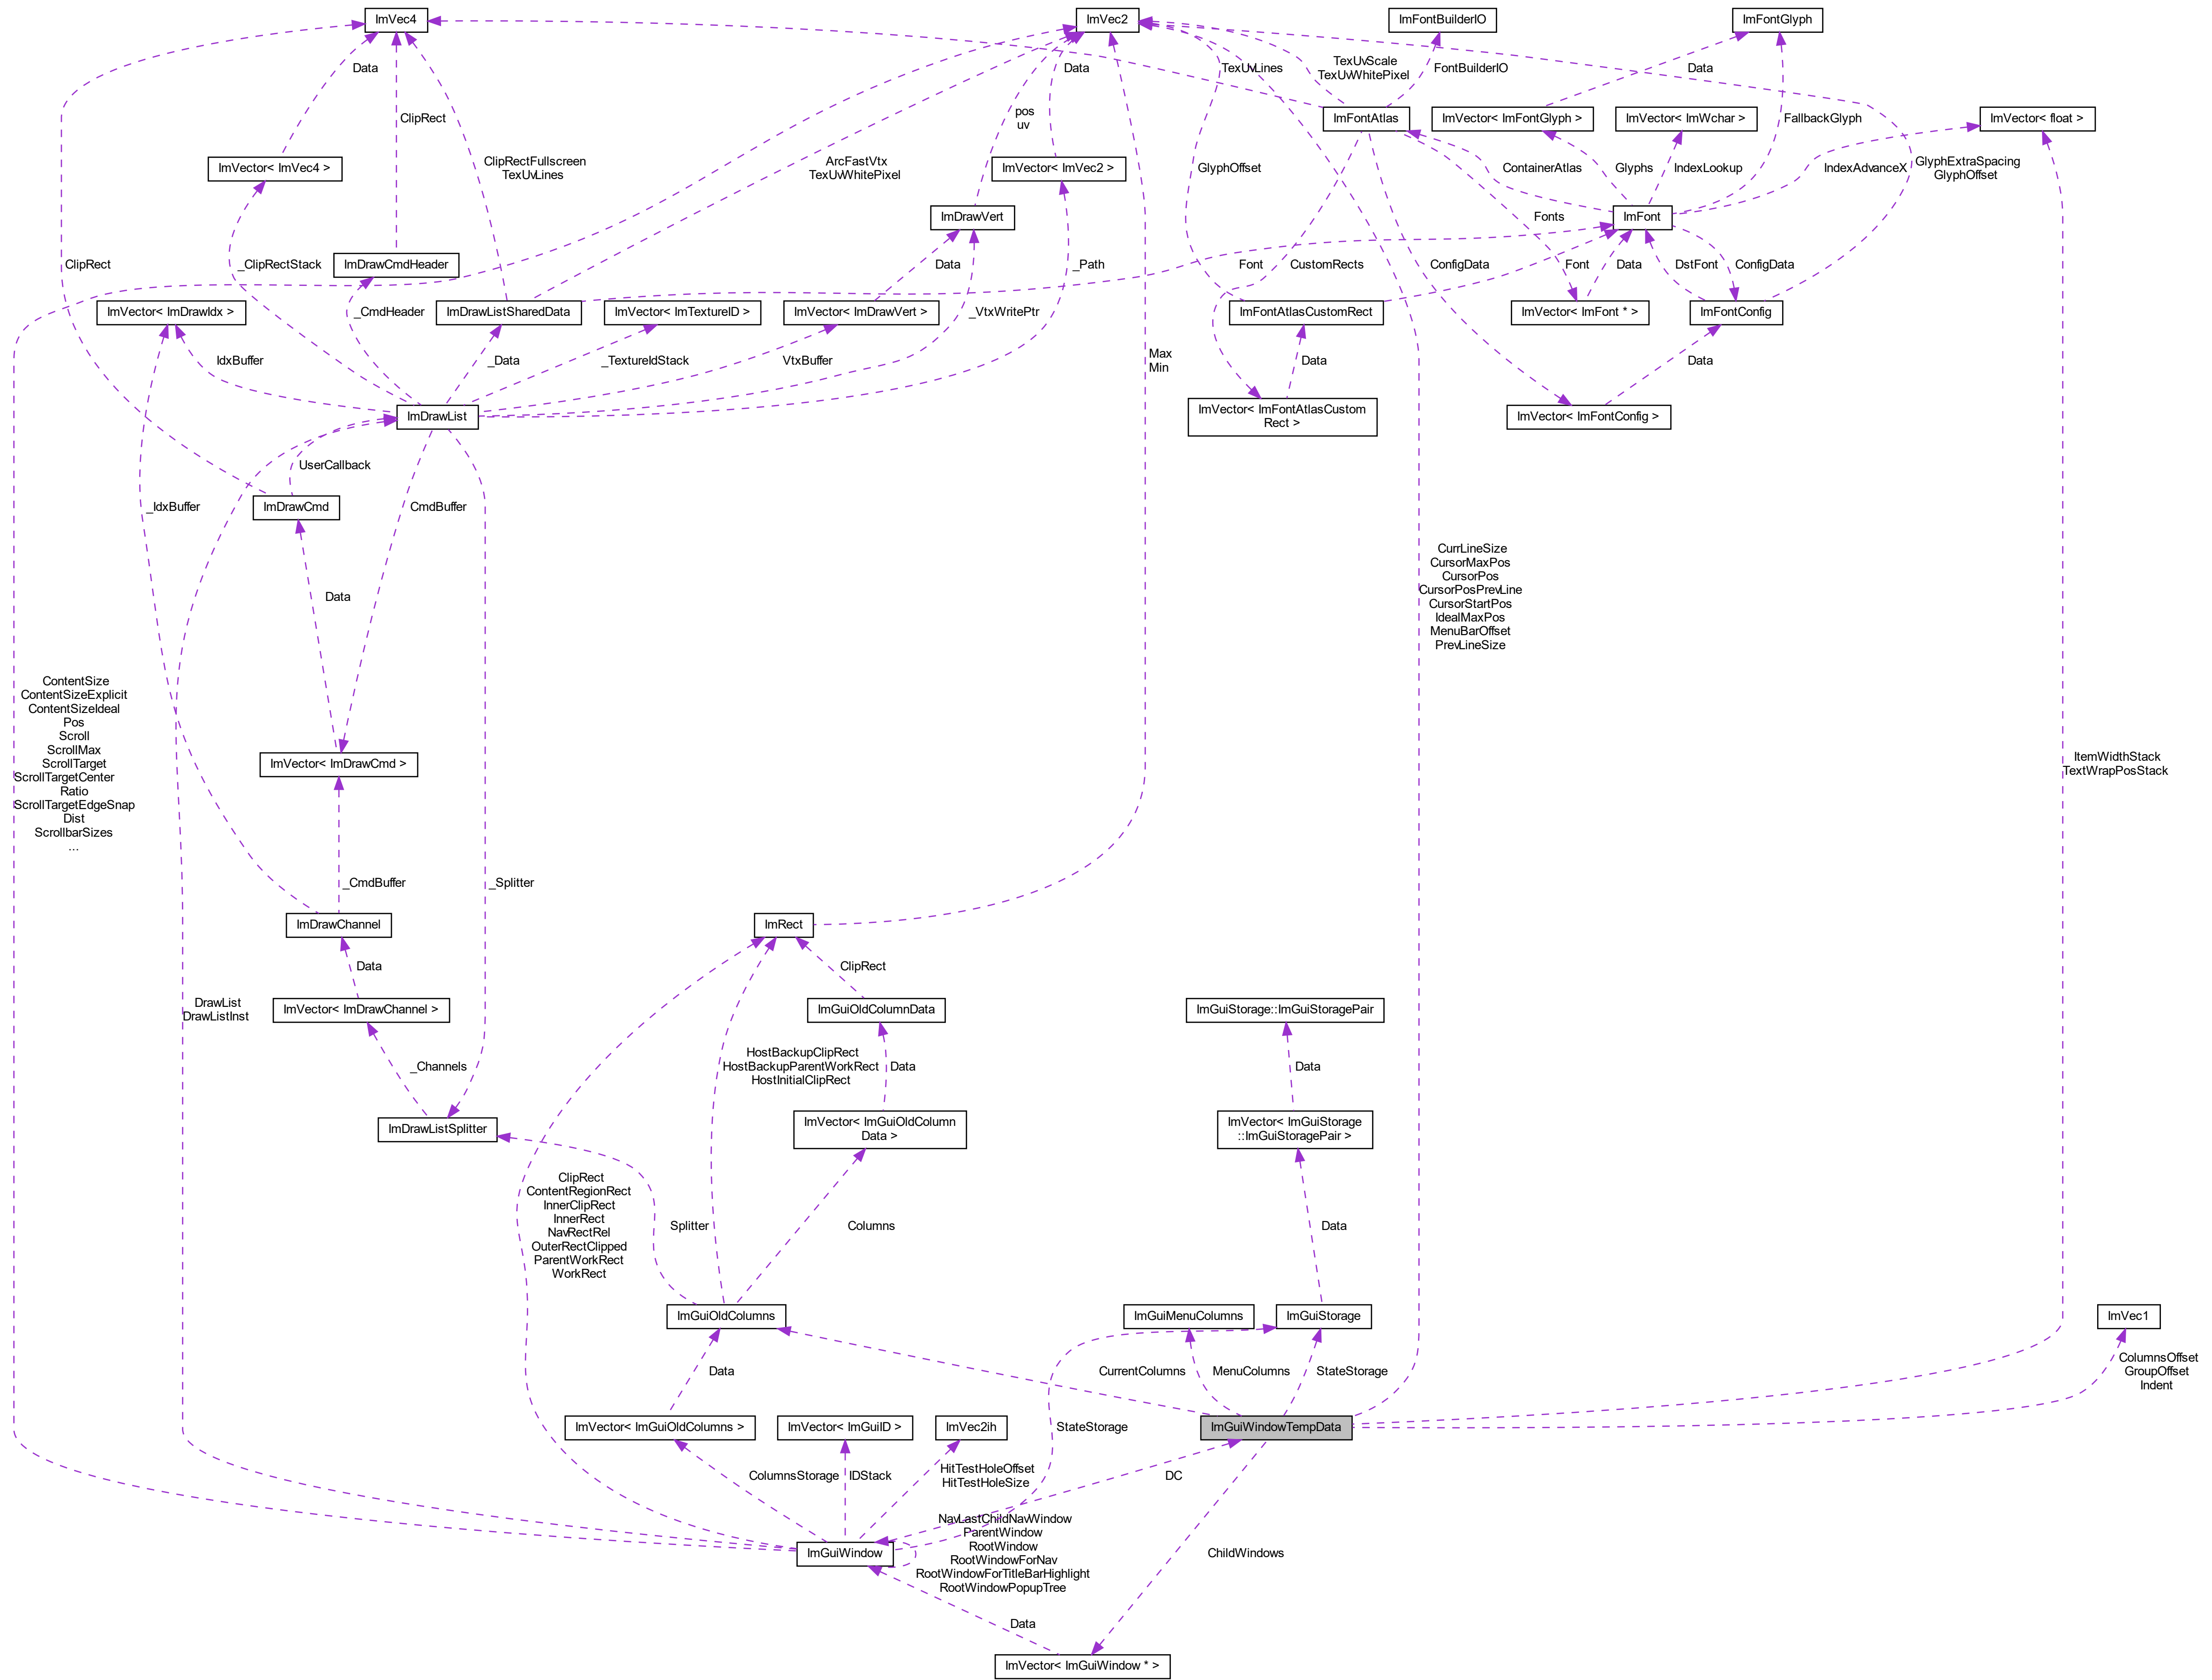 ImVec4
ImVec2
ImFontBuilderIO
ImFontGlyph
Data
Data
TexUvLines
TexUvScale
TexUvWhitePixel
FontBuilderIO
Data
ClipRect
pos
uv
ImFontAtlas
ImVector< ImFontGlyph >
ImVector< ImWchar >
FallbackGlyph
ImVector< float >
ImVector< ImVec4 >
ClipRectFullscreen
TexUvLines
ArcFastVtx
TexUvWhitePixel
ImVector< ImVec2 >
GlyphOffset
ContainerAtlas
Glyphs
IndexLookup
IndexAdvanceX
GlyphExtraSpacing
GlyphOffset
ImDrawVert
Fonts
ImFont
ClipRect
_ClipRectStack
ImDrawCmdHeader
Data
_Path
Font
CustomRects
ConfigData
Font
Data
DstFont
ConfigData
ImVector< ImDrawIdx >
_CmdHeader
ImDrawListSharedData
ImVector< ImTextureID >
ImVector< ImDrawVert >
_VtxWritePtr
ImFontAtlasCustomRect
ImVector< ImFont * >
ImFontConfig
IdxBuffer
_Data
_TextureIdStack
VtxBuffer
Max
Min
Data
Data
ImDrawList
ImVector< ImFontAtlasCustom
Rect >
ImVector< ImFontConfig >
UserCallback
_IdxBuffer
ImDrawCmd
CmdBuffer
CurrLineSize
CursorMaxPos
CursorPos
CursorPosPrevLine
CursorStartPos
IdealMaxPos
MenuBarOffset
PrevLineSize
Data
ContentSize
ContentSizeExplicit
ContentSizeIdeal
Pos
Scroll
ScrollMax
ScrollTarget
ScrollTargetCenter
Ratio
ScrollTargetEdgeSnap
Dist
ScrollbarSizes
...
ImVector< ImDrawCmd >
ItemWidthStack
TextWrapPosStack
_CmdBuffer
_Splitter
ImDrawChannel
ImRect
Data
ClipRect
DrawList
DrawListInst
ImVector< ImDrawChannel >
ImGuiOldColumnData
ImGuiStorage::ImGuiStoragePair
_Channels
HostBackupClipRect
HostBackupParentWorkRect
HostInitialClipRect
Data
Data
ImDrawListSplitter
ImVector< ImGuiOldColumn
Data >
ImVector< ImGuiStorage
::ImGuiStoragePair >
ClipRect
ContentRegionRect
InnerClipRect
InnerRect
NavRectRel
OuterRectClipped
ParentWorkRect
WorkRect
Splitter
Columns
Data
ImGuiOldColumns
ImGuiMenuColumns
ImGuiStorage
ImVec1
Data
CurrentColumns
MenuColumns
StateStorage
ColumnsOffset
GroupOffset
Indent
ImVector< ImGuiOldColumns >
ImVector< ImGuiID >
ImVec2ih
StateStorage
ImGuiWindowTempData
ColumnsStorage
IDStack
HitTestHoleOffset
HitTestHoleSize
DC
ImGuiWindow
NavLastChildNavWindow
ParentWindow
RootWindow
RootWindowForNav
RootWindowForTitleBarHighlight
RootWindowPopupTree
ChildWindows
Data
ImVector< ImGuiWindow * >